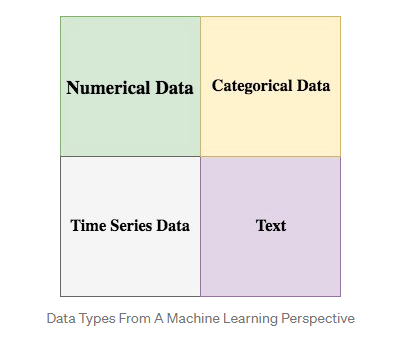 Numerical Data
Categorical Data
Time Series Data
Text
Data Types From A Machine Learning Perspective